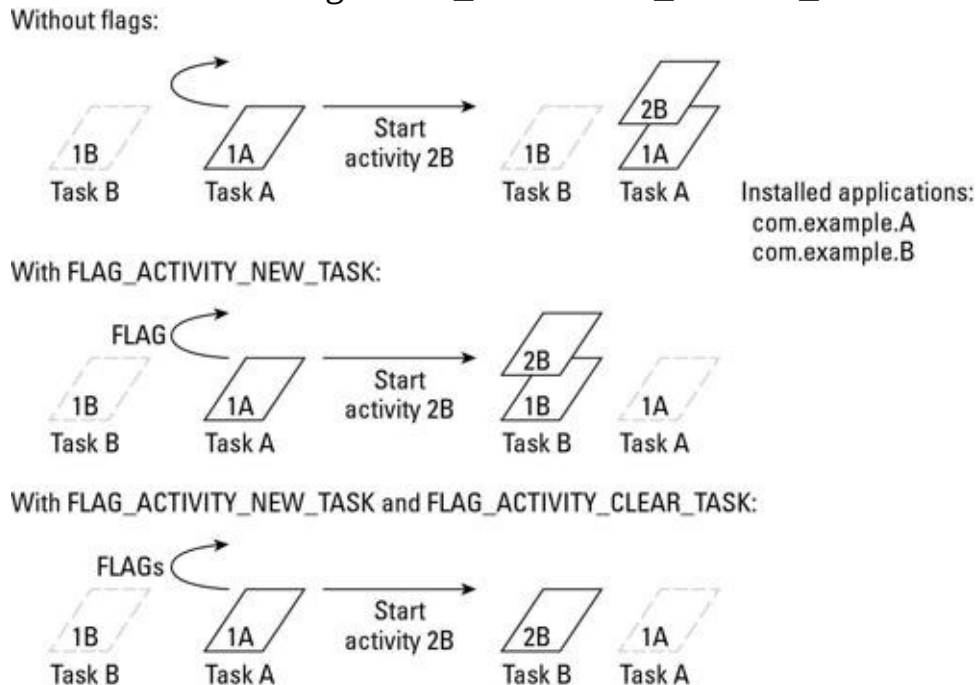 Without flags:
2B
1B
1A
Start
activity 2B
1B
1A
Task B
Task A
Task B
Task A
Installed applications:
com.example.A
com.example.B
With FLAG_ACTIVITY_NEW_TASK:
FLAG
2B
1B
1A
Start
activity 2B
1B
1A
Task B
Task A
Task B
Task A
With FLAG_ACTIVITY_NEW_TASK and FLAG_ACTIVITY_CLEAR_TASK:
FLAGs
1B
1A
Start
activity 2B
2B
1A
Task B
Task A
Task B
Task A